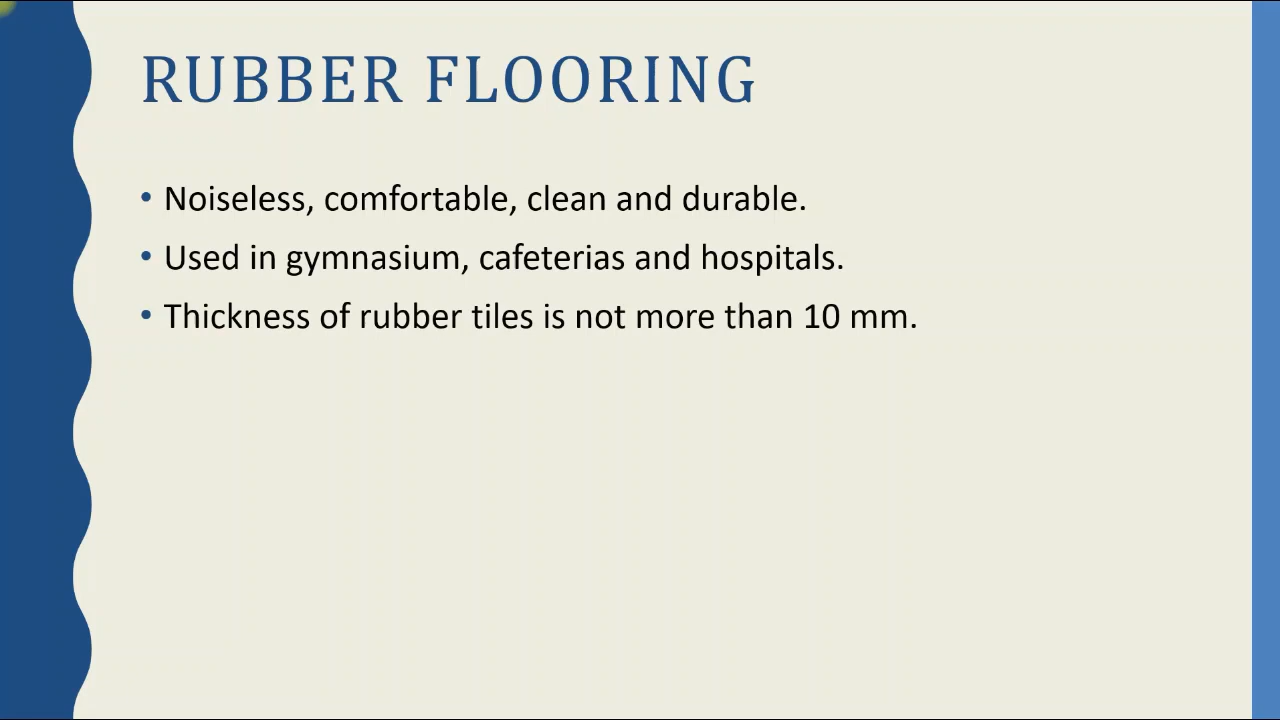 RUBBER FLOORING
• Noiseless, comfortable, clean and durable.
• Used in gymnasium, cafeterias and hospitals.
• Thickness of rubber tiles is not more than 10 mm.